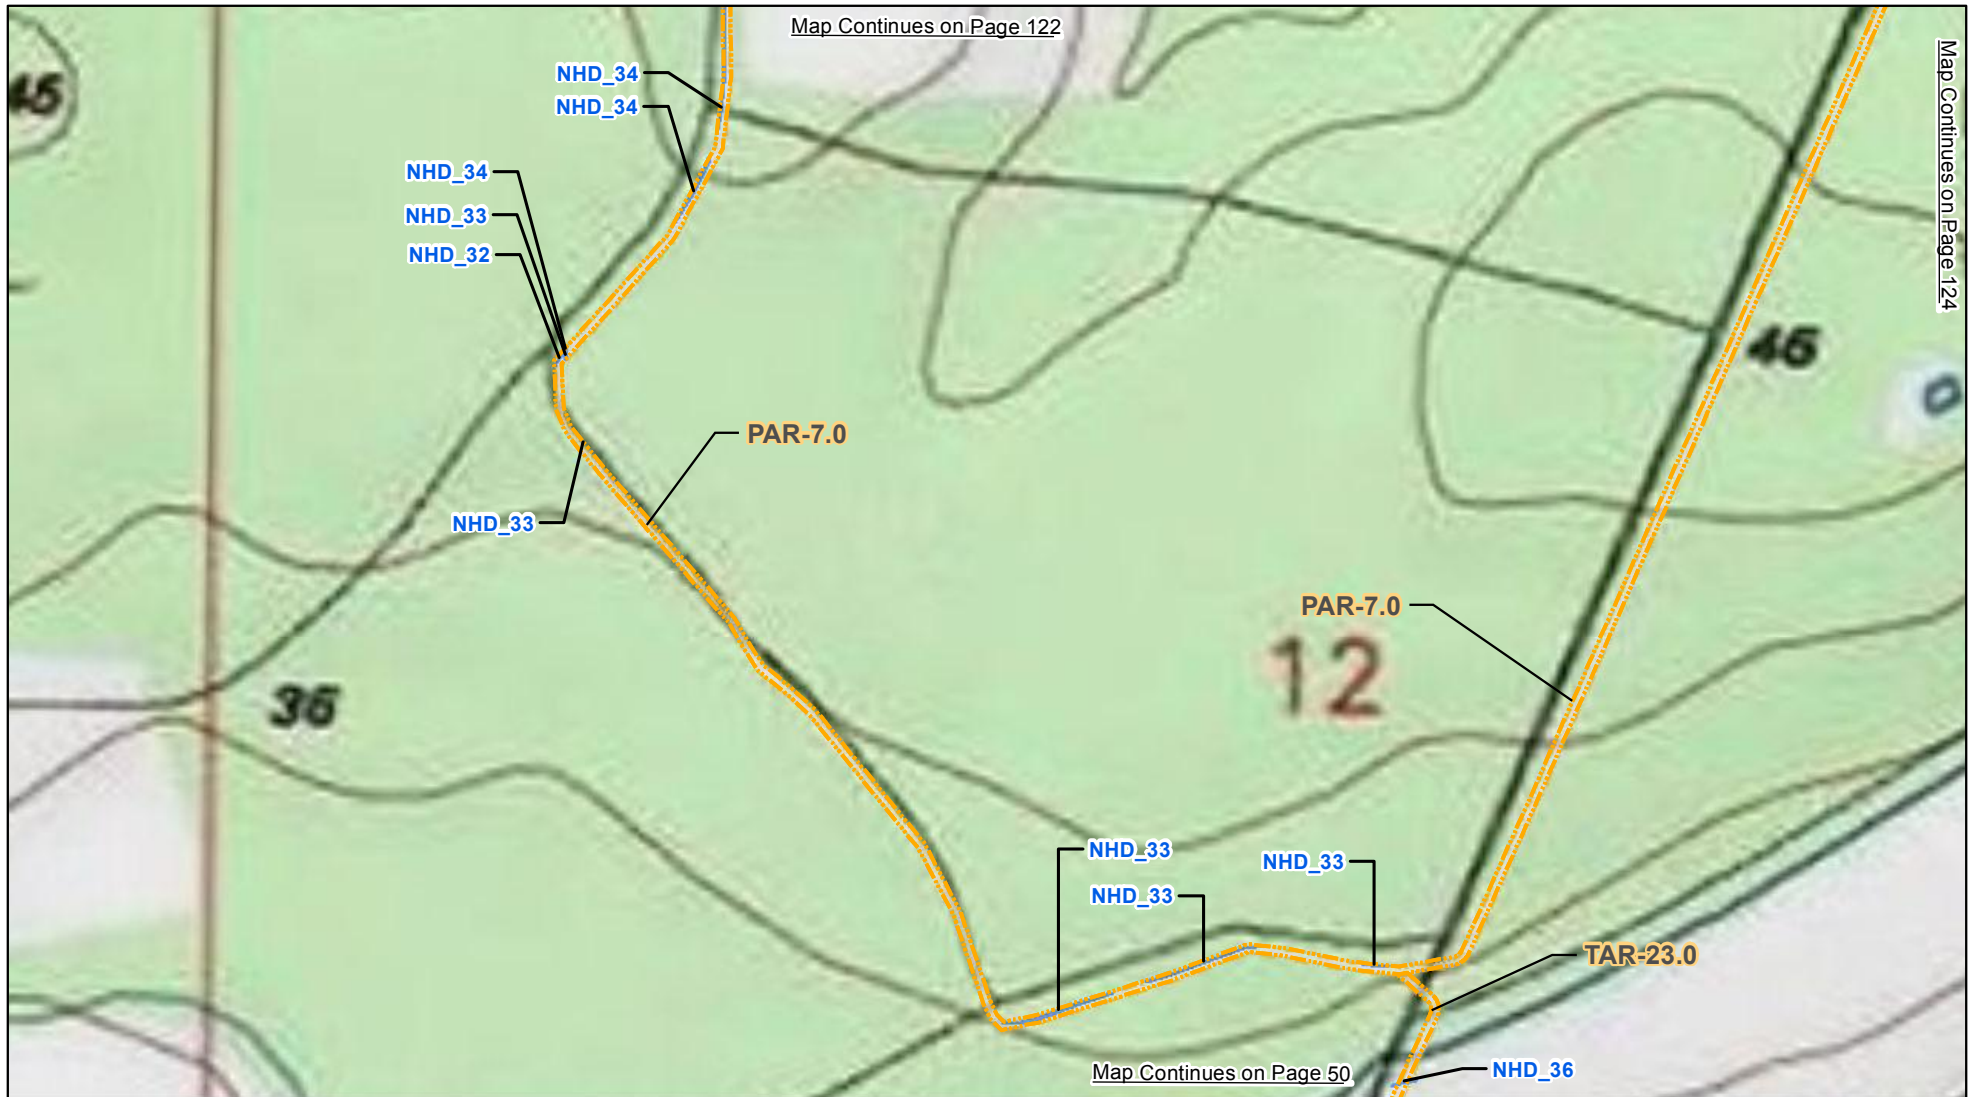 Map Continues on Page 122
Map Continues on Page 124
NHD_34
NHD_34
45
NHD_34
NHD_33
NHD_32
45
PAR-7.0
NHD_33
PAR-7.0
12
36
NHD_33
NHD_33
NHD_33
TAR-23.0
Map Continues on Page 50
NHD_36